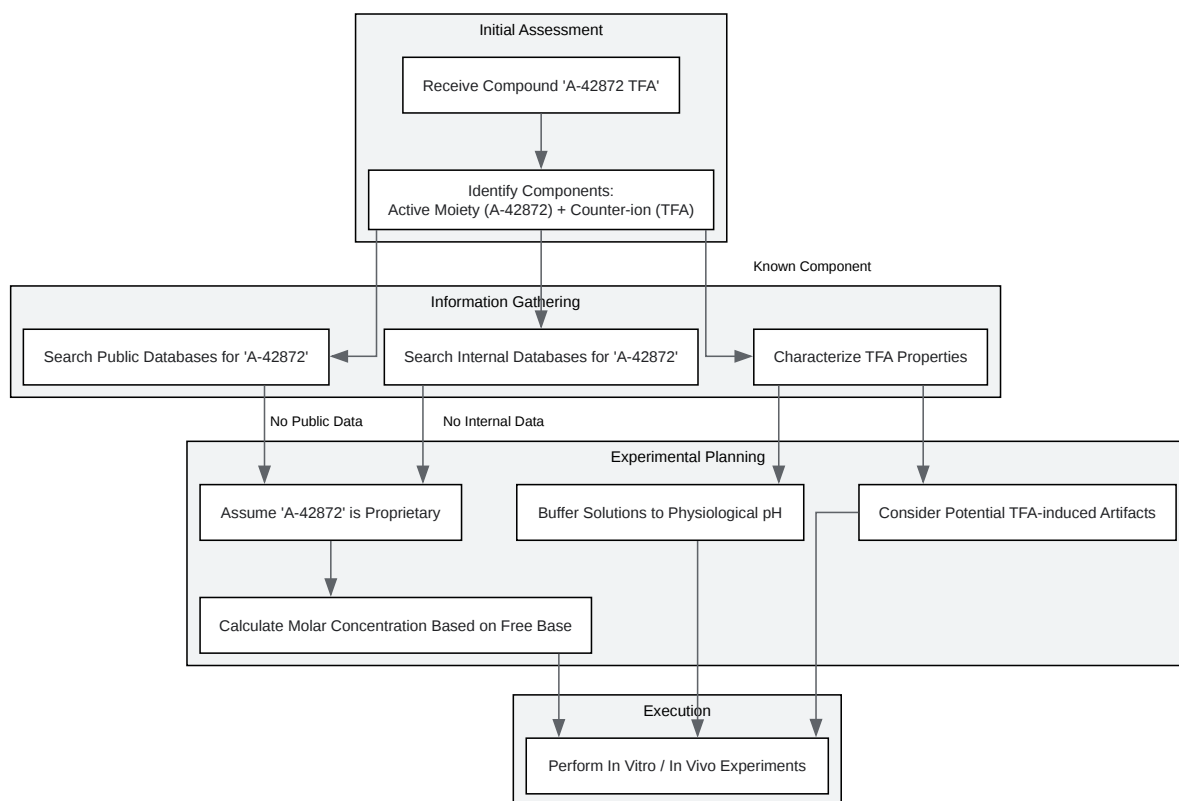 Initial Assessment
Receive Compound 'A-42872 TFA'
Identify Components:
Active Moiety (A-42872) + Counter-ion (TFA)
Known Component
Information Gathering
Search Public Databases for 'A-42872'
Search Internal Databases for 'A-42872'
Characterize TFA Properties
No Public Data
No Internal Data
Experimental Planning
Assume 'A-42872' is Proprietary
Buffer Solutions to Physiological pH
Consider Potential TFA-induced Artifacts
Calculate Molar Concentration Based on Free Base
Execution
Perform In Vitro / In Vivo Experiments